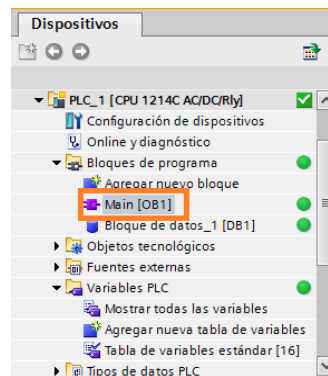 Dispositivos
PLC_1 [CPU 1214C AC/DC/Rly]
Configuración de dispositivos
Online y diagnóstico
Bloques de programa
Agregar nuevo bloque
Main [OB1]
Bloque de datos_1 [DB1]
Objetos tecnológicos
Fuentes externas
Variables PLC
Mostrar todas las variables
Agregar nueva tabla de variables
Tabla de variables estándar [16]
Tipos de datos PLC